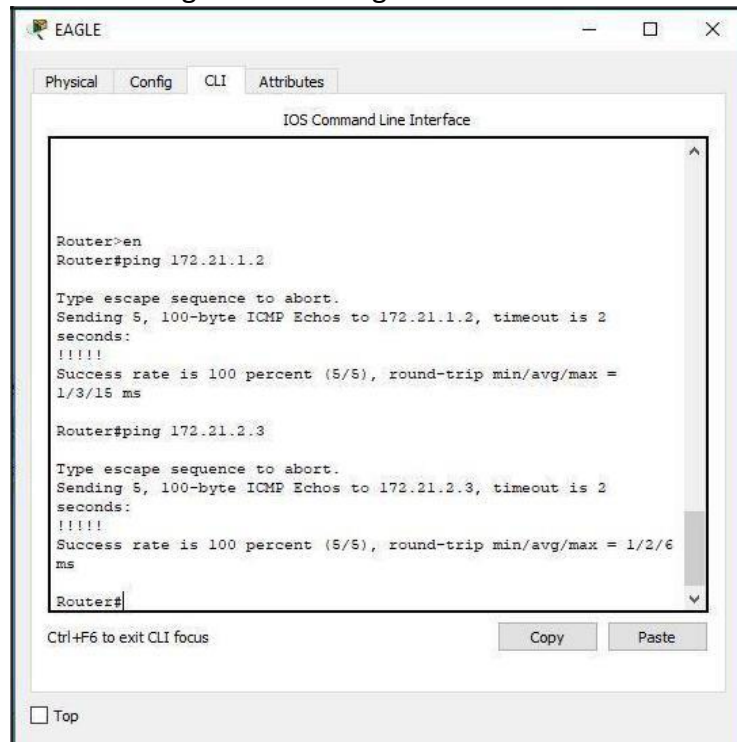 EAGLE
Physical Config CLI Attributes
IOS Command Line Interface
Router>en
Router#ping 172.21.1.2
Type escape sequence to abort.
Sending 5, 100-byte ICMP Echos to 172.21.1.2, timeout is 2
seconds:
!!!!!
Success rate is 100 percent (5/5), round-trip min/avg/max =
1/3/15 ms
Router#ping 172.21.2.3
Type escape sequence to abort.
Sending 5, 100-byte ICMP Echos to 172.21.2.3, timeout is 2
seconds:
!!!!!
Success rate is 100 percent (5/5), round-trip min/avg/max = 1/2/6
ms
Router#
Ctrl+F6 to exit CLI focus
Copy Paste
Top